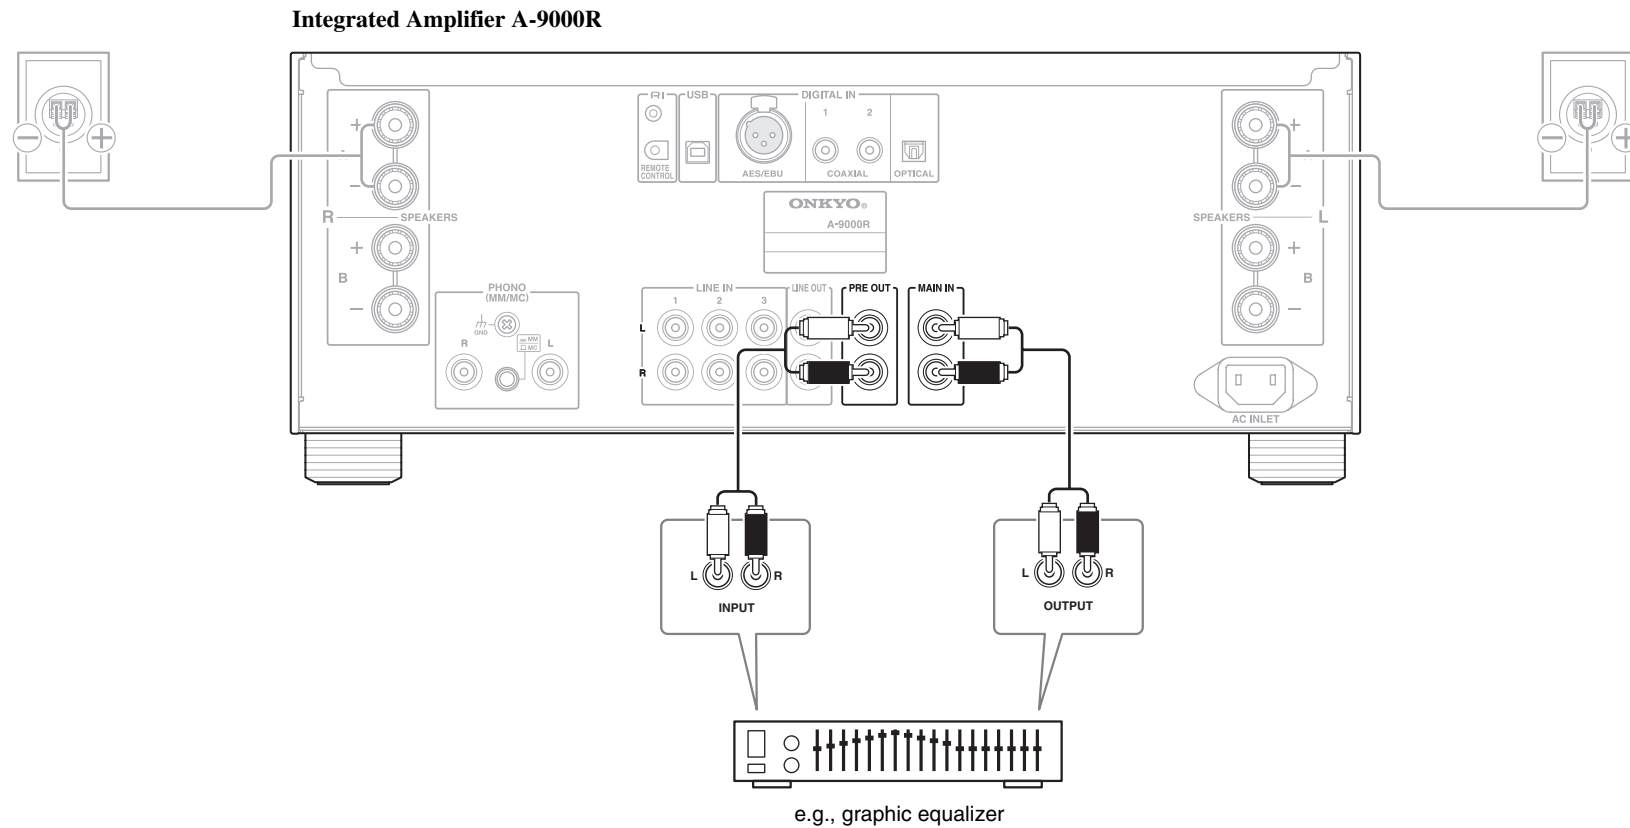 Integrated Amplifier A-9000R
RI
USB
DIGITAL IN
1 2
REMOTE CONTROL
AES/EBU
COAXIAL
OPTICAL
+
−
R
SPEAKERS
+
B
−
ONKYO®
A-9000R
+
−
SPEAKERS
L
+
B
−
PHONO
(MM/MC)
GND
R
MM
MC
L
LINE IN
1 2 3
LINE OUT
PRE OUT
MAIN IN
L
R
AC INLET
L R
INPUT
L R
OUTPUT
e.g., graphic equalizer